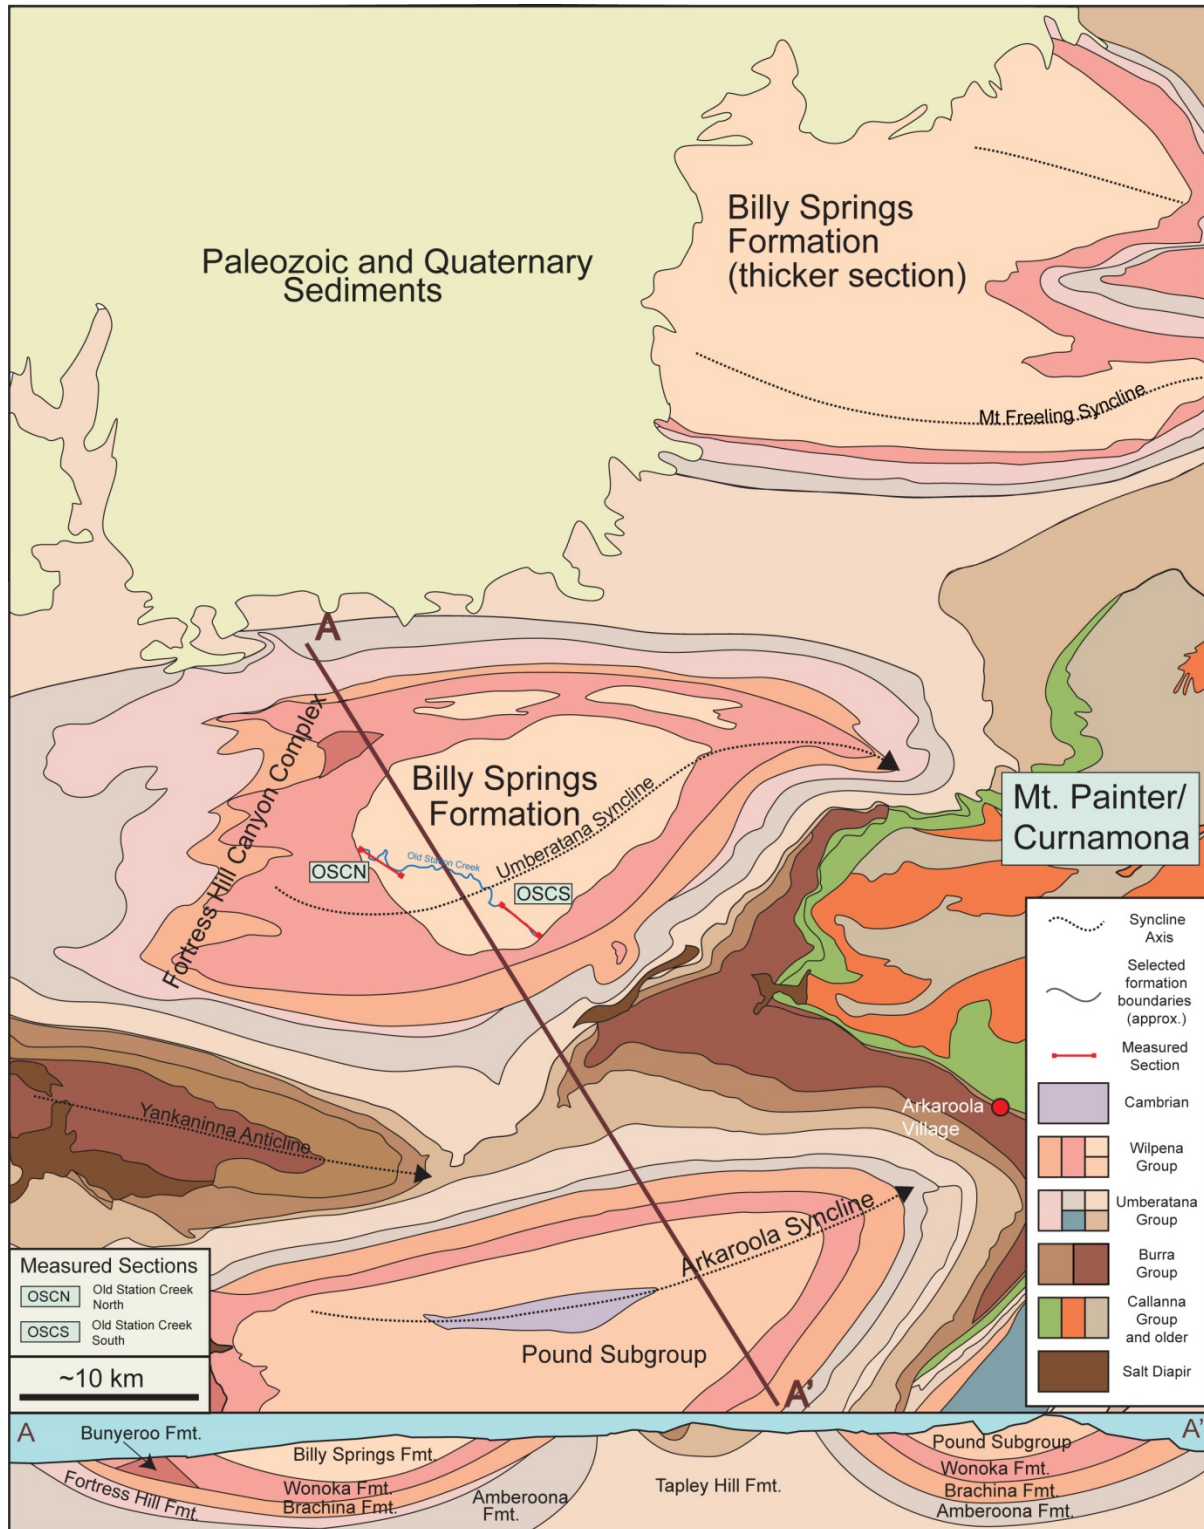 Paleozoic and Quaternary
Sediments
Billy Springs
Formation
(thicker section)
Mt Freeling Syncline
A
Fortress Hill Canyon Complex
Billy Springs
Formation
Umberatana Syncline
Old Station Creek
OSCN
OSCS
Mt. Painter/
Curnamona
Yankaninna Anticline
Arkaroola
Village
Arkaroola Syncline
Pound Subgroup
A'
Syncline
Axis
Selected
formation
boundaries
(approx.)
Measured
Section
Cambrian
Wilpena
Group
Umberatana
Group
Burra
Group
Callanna
Group
and older
Salt Diapir
Measured Sections
OSCN Old Station Creek
North
OSCS Old Station Creek
South
~10 km
A
A'
Bunyeroo Fmt.
Billy Springs Fmt.
Fortress Hill Fmt.
Wonoka Fmt.
Brachina Fmt.
Amberoona
Fmt.
Tapley Hill Fmt.
Pound Subgroup
Wonoka Fmt.
Brachina Fmt.
Amberoona Fmt.